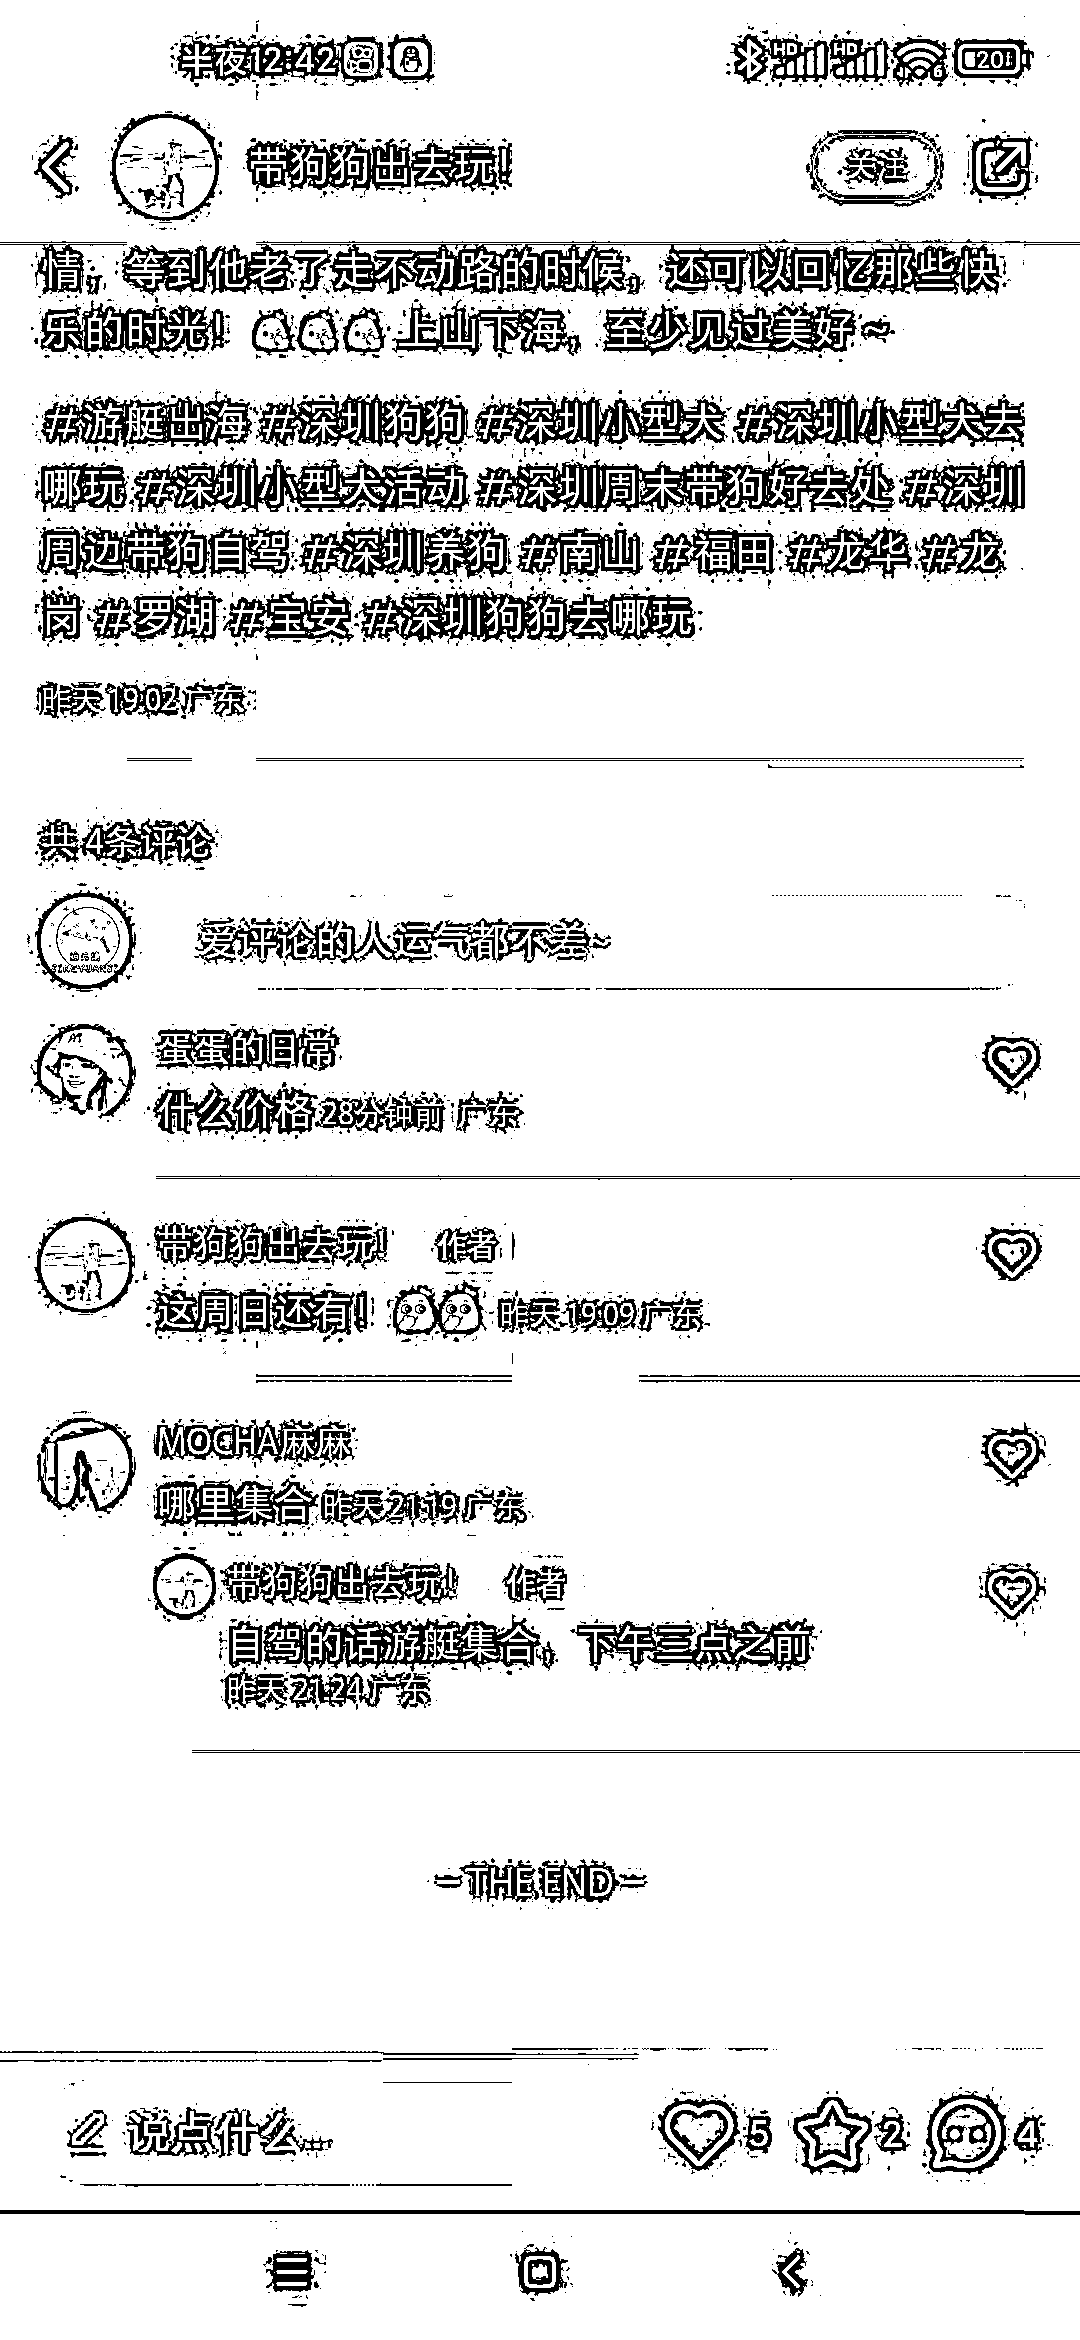 半夜12:42
20
带狗狗出去玩!
关注
情，等到他老了走不动路的时候，还可以回忆那些快
乐的时光! 上山下海，至少见过美好~
#游艇出海 #深圳狗狗 #深圳小型犬 #深圳小型犬去
哪玩 #深圳小型犬活动 #深圳周末带狗好去处 #深圳
周边带狗自驾 #深圳养狗 #南山 #福田 #龙华 #龙
岗 #罗湖 #宝安 #深圳狗狗去哪玩
昨天 19:02 广东
共 4条评论
爱评论的人运气都不差~
蛋蛋的日常
什么价格 28分钟前 广东
带狗狗出去玩! 作者
这周日还有! 昨天 19:09 广东
MOCHA麻麻
哪里集合 昨天 21:19 广东
带狗狗出去玩! 作者
自驾的话游艇集合，下午三点之前
昨天 21:24 广东
- THE END -
说点什么...
5 2 4